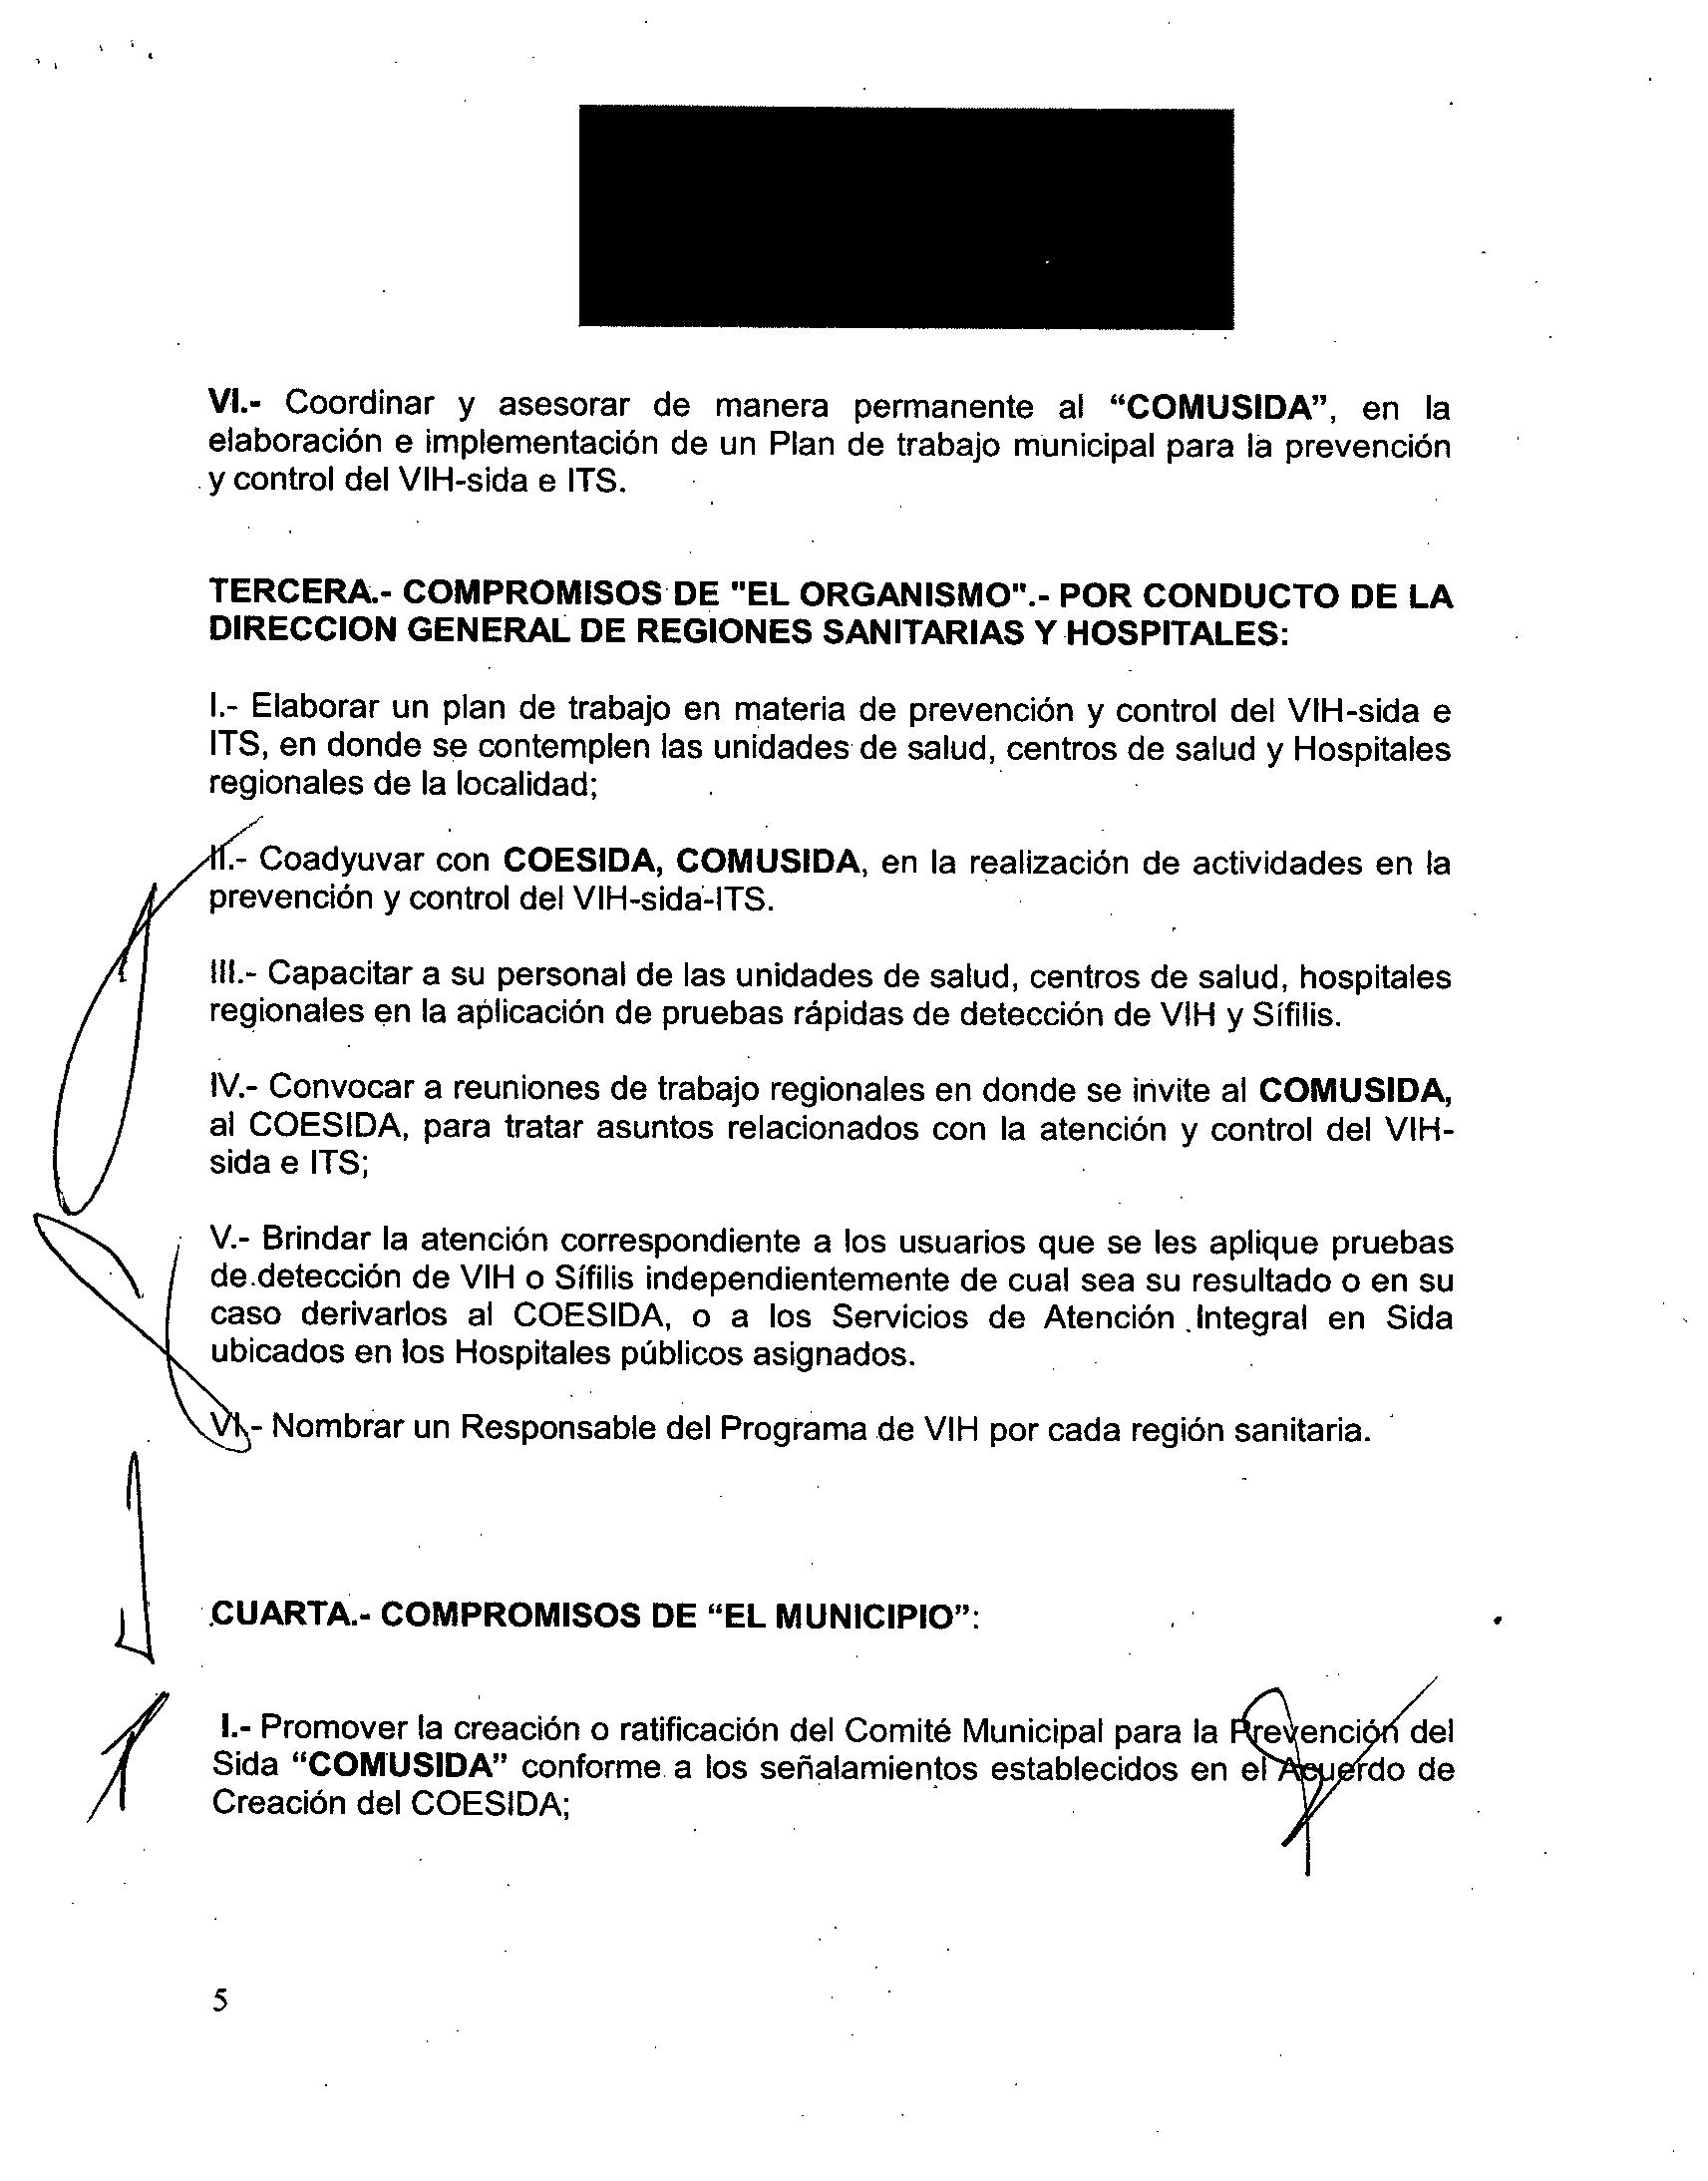 VI.- Coordinar y asesorar de manera permanente al “COMUSIDA”, en la
elaboración e implementación de un Plan de trabajo municipal para la prevención
y control del VIH-sida e ITS.
TERCERA.- COMPROMISOS DE "EL ORGANISMO".- POR CONDUCTO DE LA
DIRECCION GENERAL DE REGIONES SANITARIAS Y HOSPITALES:
I.- Elaborar un plan de trabajo en materia de prevención y control del VIH-sida e
ITS, en donde se contemplen las unidades de salud, centros de salud y Hospitales
regionales de la localidad;
II.- Coadyuvar con COESIDA, COMUSIDA, en la realización de actividades en la
prevención y control del VIH-sida-ITS.
III.- Capacitar a su personal de las unidades de salud, centros de salud, hospitales
regionales en la aplicación de pruebas rápidas de detección de VIH y Sífilis.
IV.- Convocar a reuniones de trabajo regionales en donde se invite al COMUSIDA,
al COESIDA, para tratar asuntos relacionados con la atención y control del VIH-
sida e ITS;
V.- Brindar la atención correspondiente a los usuarios que se les aplique pruebas
de detección de VIH o Sífilis independientemente de cual sea su resultado o en su
caso derivarlos al COESIDA, o a los Servicios de Atención Integral en Sida
ubicados en los Hospitales públicos asignados.
VI.- Nombrar un Responsable del Programa de VIH por cada región sanitaria.
CUARTA.- COMPROMISOS DE “EL MUNICIPIO”:
I.- Promover la creación o ratificación del Comité Municipal para la Prevención del
Sida “COMUSIDA” conforme a los señalamientos establecidos en el Acuerdo de
Creación del COESIDA;
5